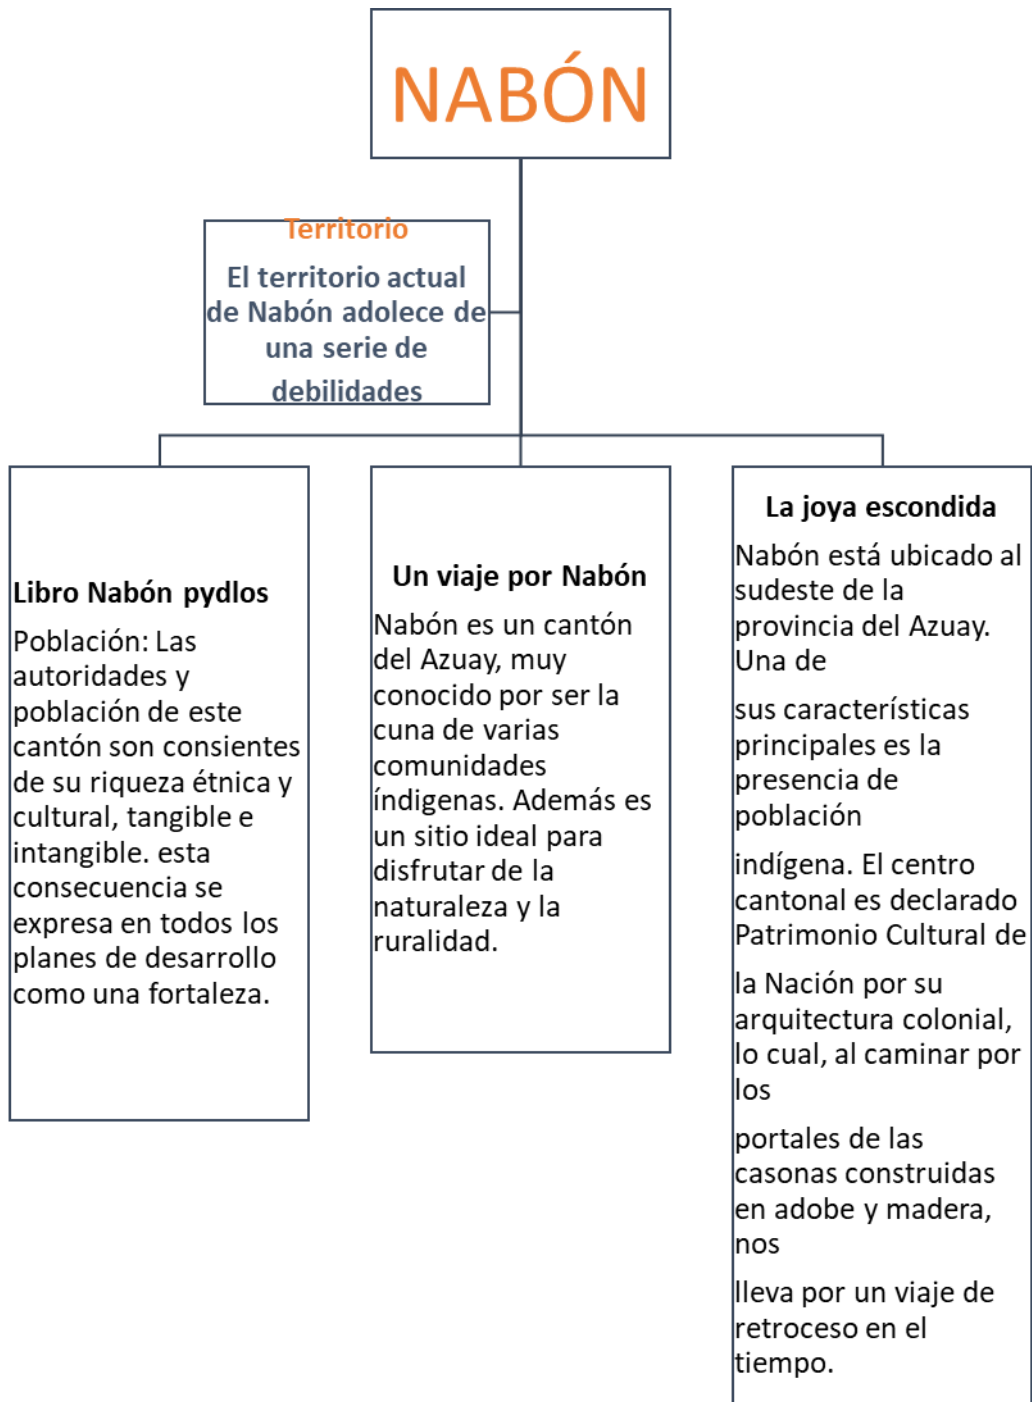 NABÓN
Territorio
El territorio actual
de Nabón adolece de
una serie de
debilidades
Libro Nabón pydlos
Población: Las
autoridades y
población de este
cantón son consientes
de su riqueza étnica y
cultural, tangible e
intangible. esta
consecuencia se
expresa en todos los
planes de desarrollo
como una fortaleza.
Un viaje por Nabón
Nabón es un cantón
del Azuay, muy
conocido por ser la
cuna de varias
comunidades
índigenas. Además es
un sitio ideal para
disfrutar de la
naturaleza y la
ruralidad.
La joya escondida
Nabón está ubicado al
sudeste de la
provincia del Azuay.
Una de
sus características
principales es la
presencia de
población
indígena. El centro
cantonal es declarado
Patrimonio Cultural de
la Nación por su
arquitectura colonial,
lo cual, al caminar por
los
portales de las
casonas construidas
en adobe y madera,
nos
lleva por un viaje de
retroceso en el
tiempo.